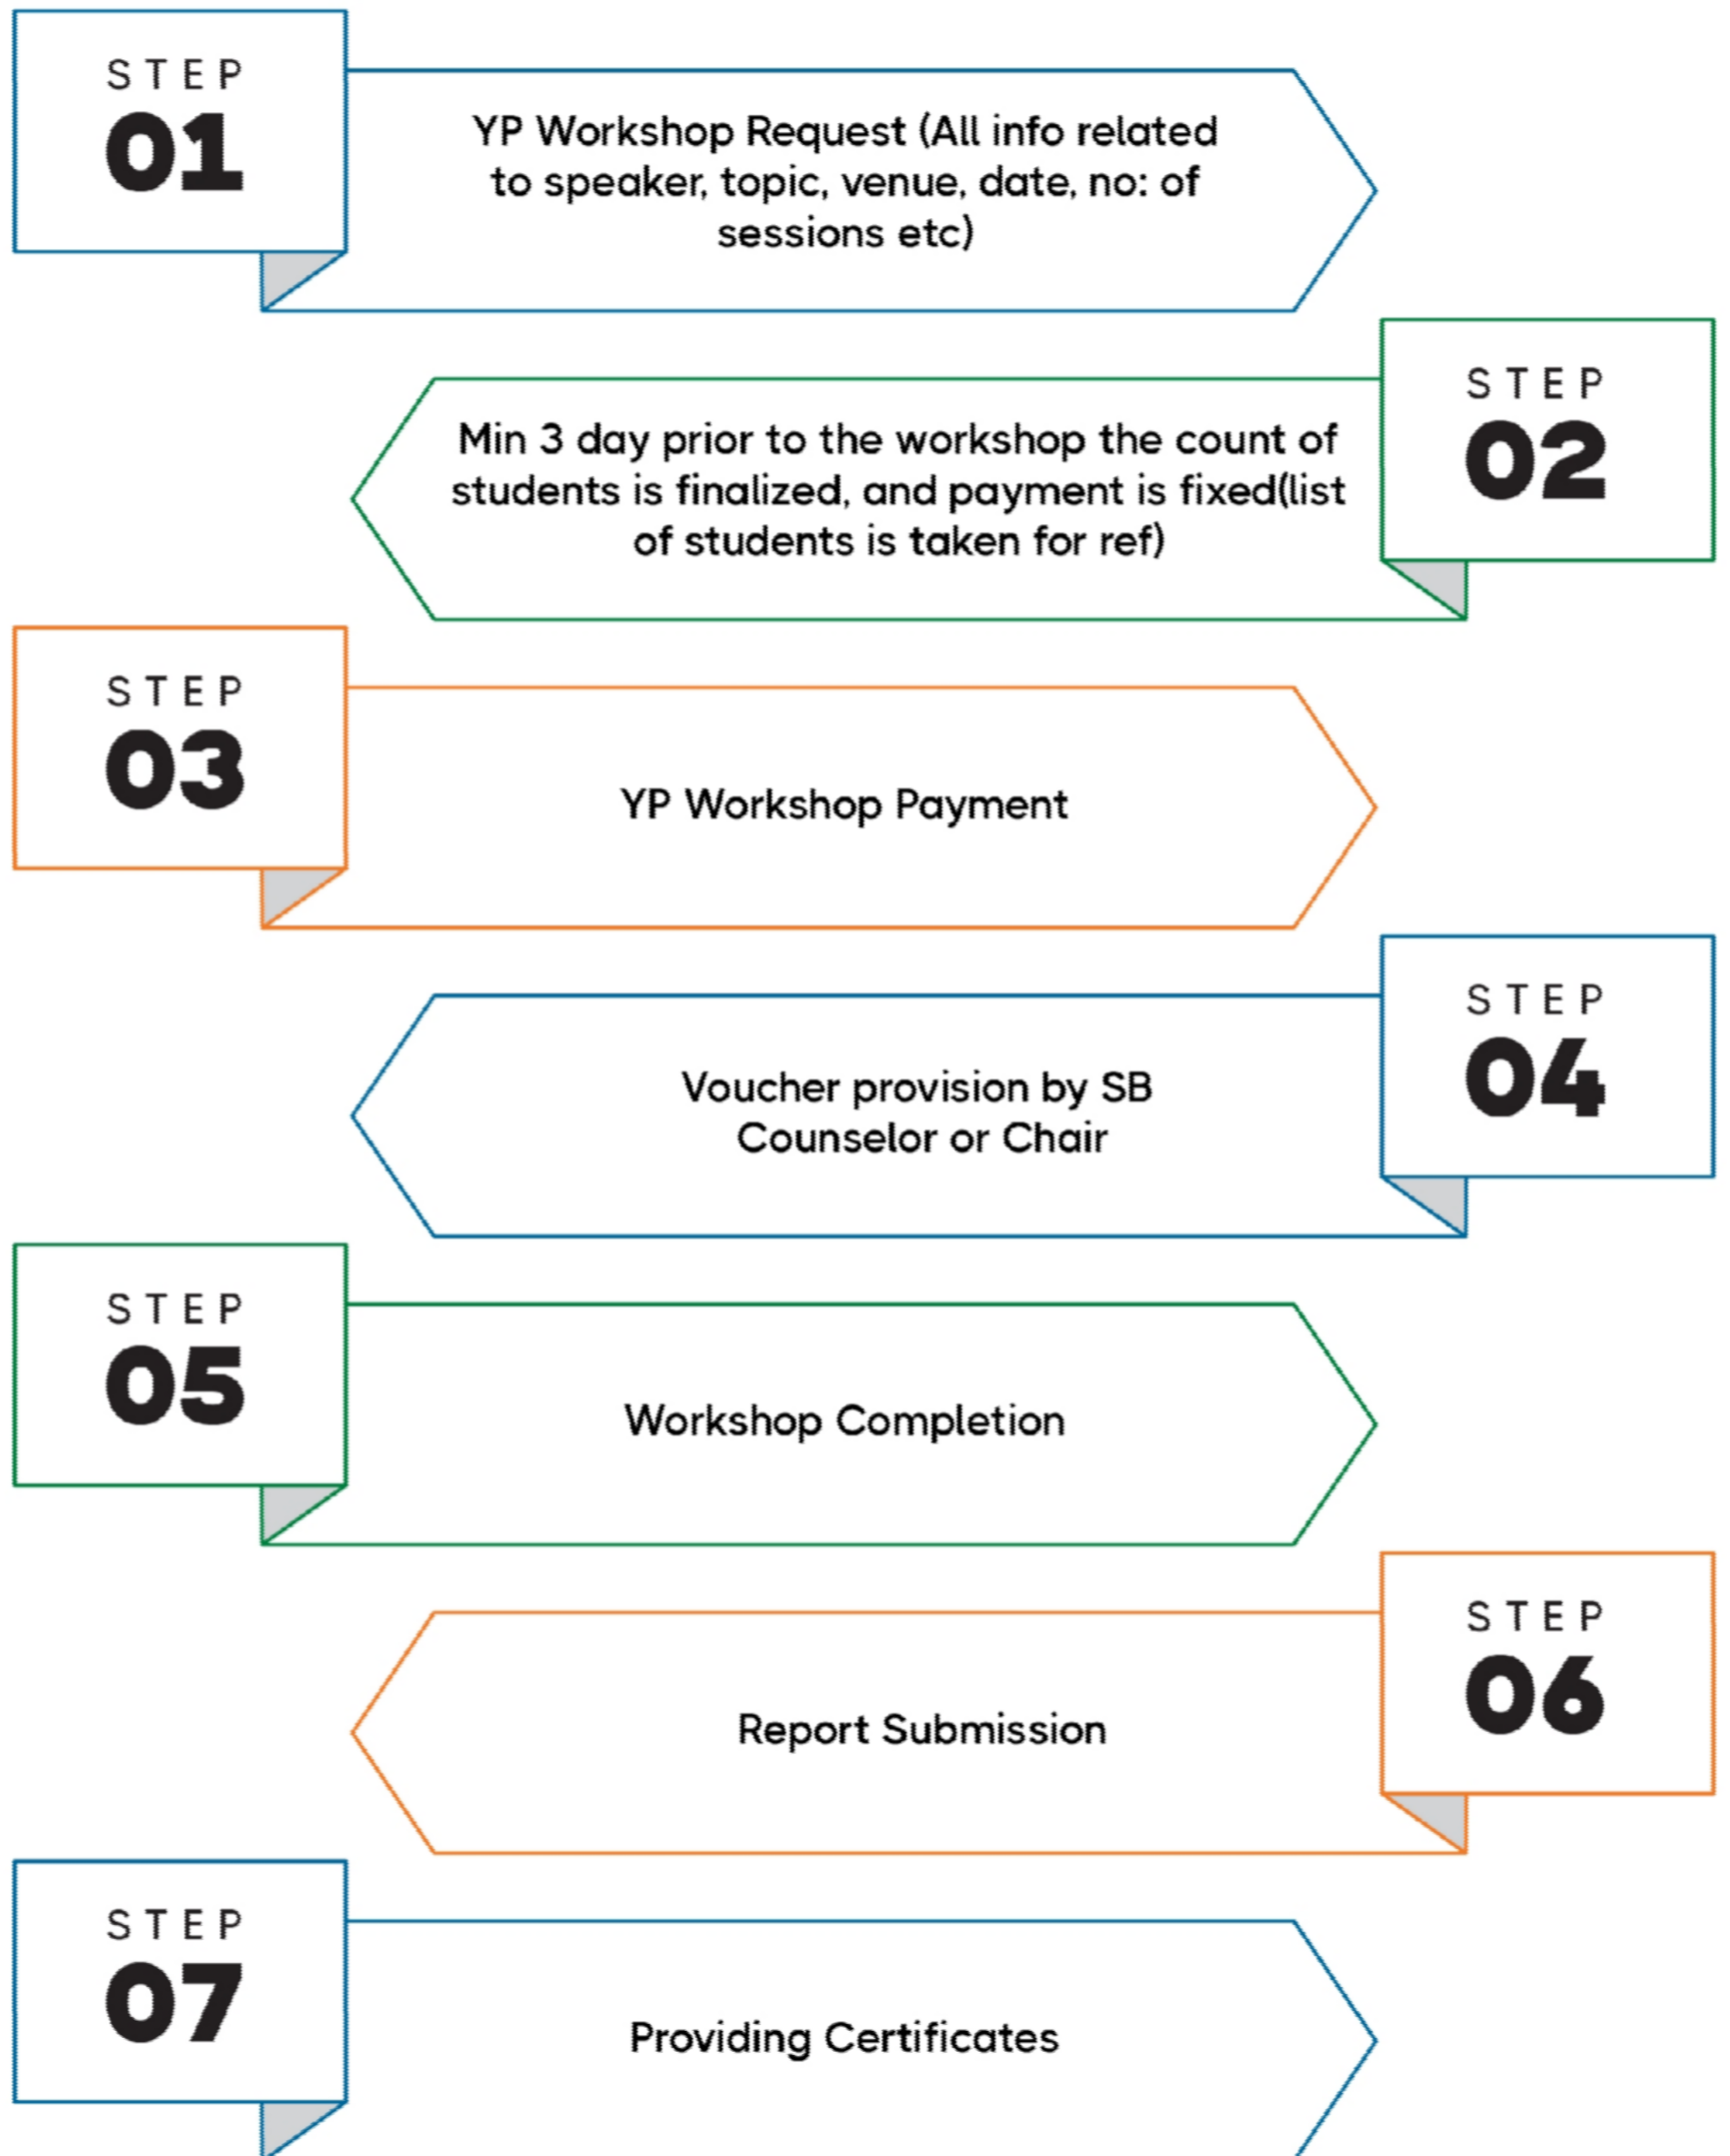 STEP
01
YP Workshop Request (All info related
to speaker, topic, venue, date, no: of
sessions etc)
STEP
02
Min 3 day prior to the workshop the count of
students is finalized, and payment is fixed(list
of students is taken for ref)
STEP
03
YP Workshop Payment
STEP
04
Voucher provision by SB
Counselor or Chair
STEP
05
Workshop Completion
STEP
06
Report Submission
STEP
07
Providing Certificates